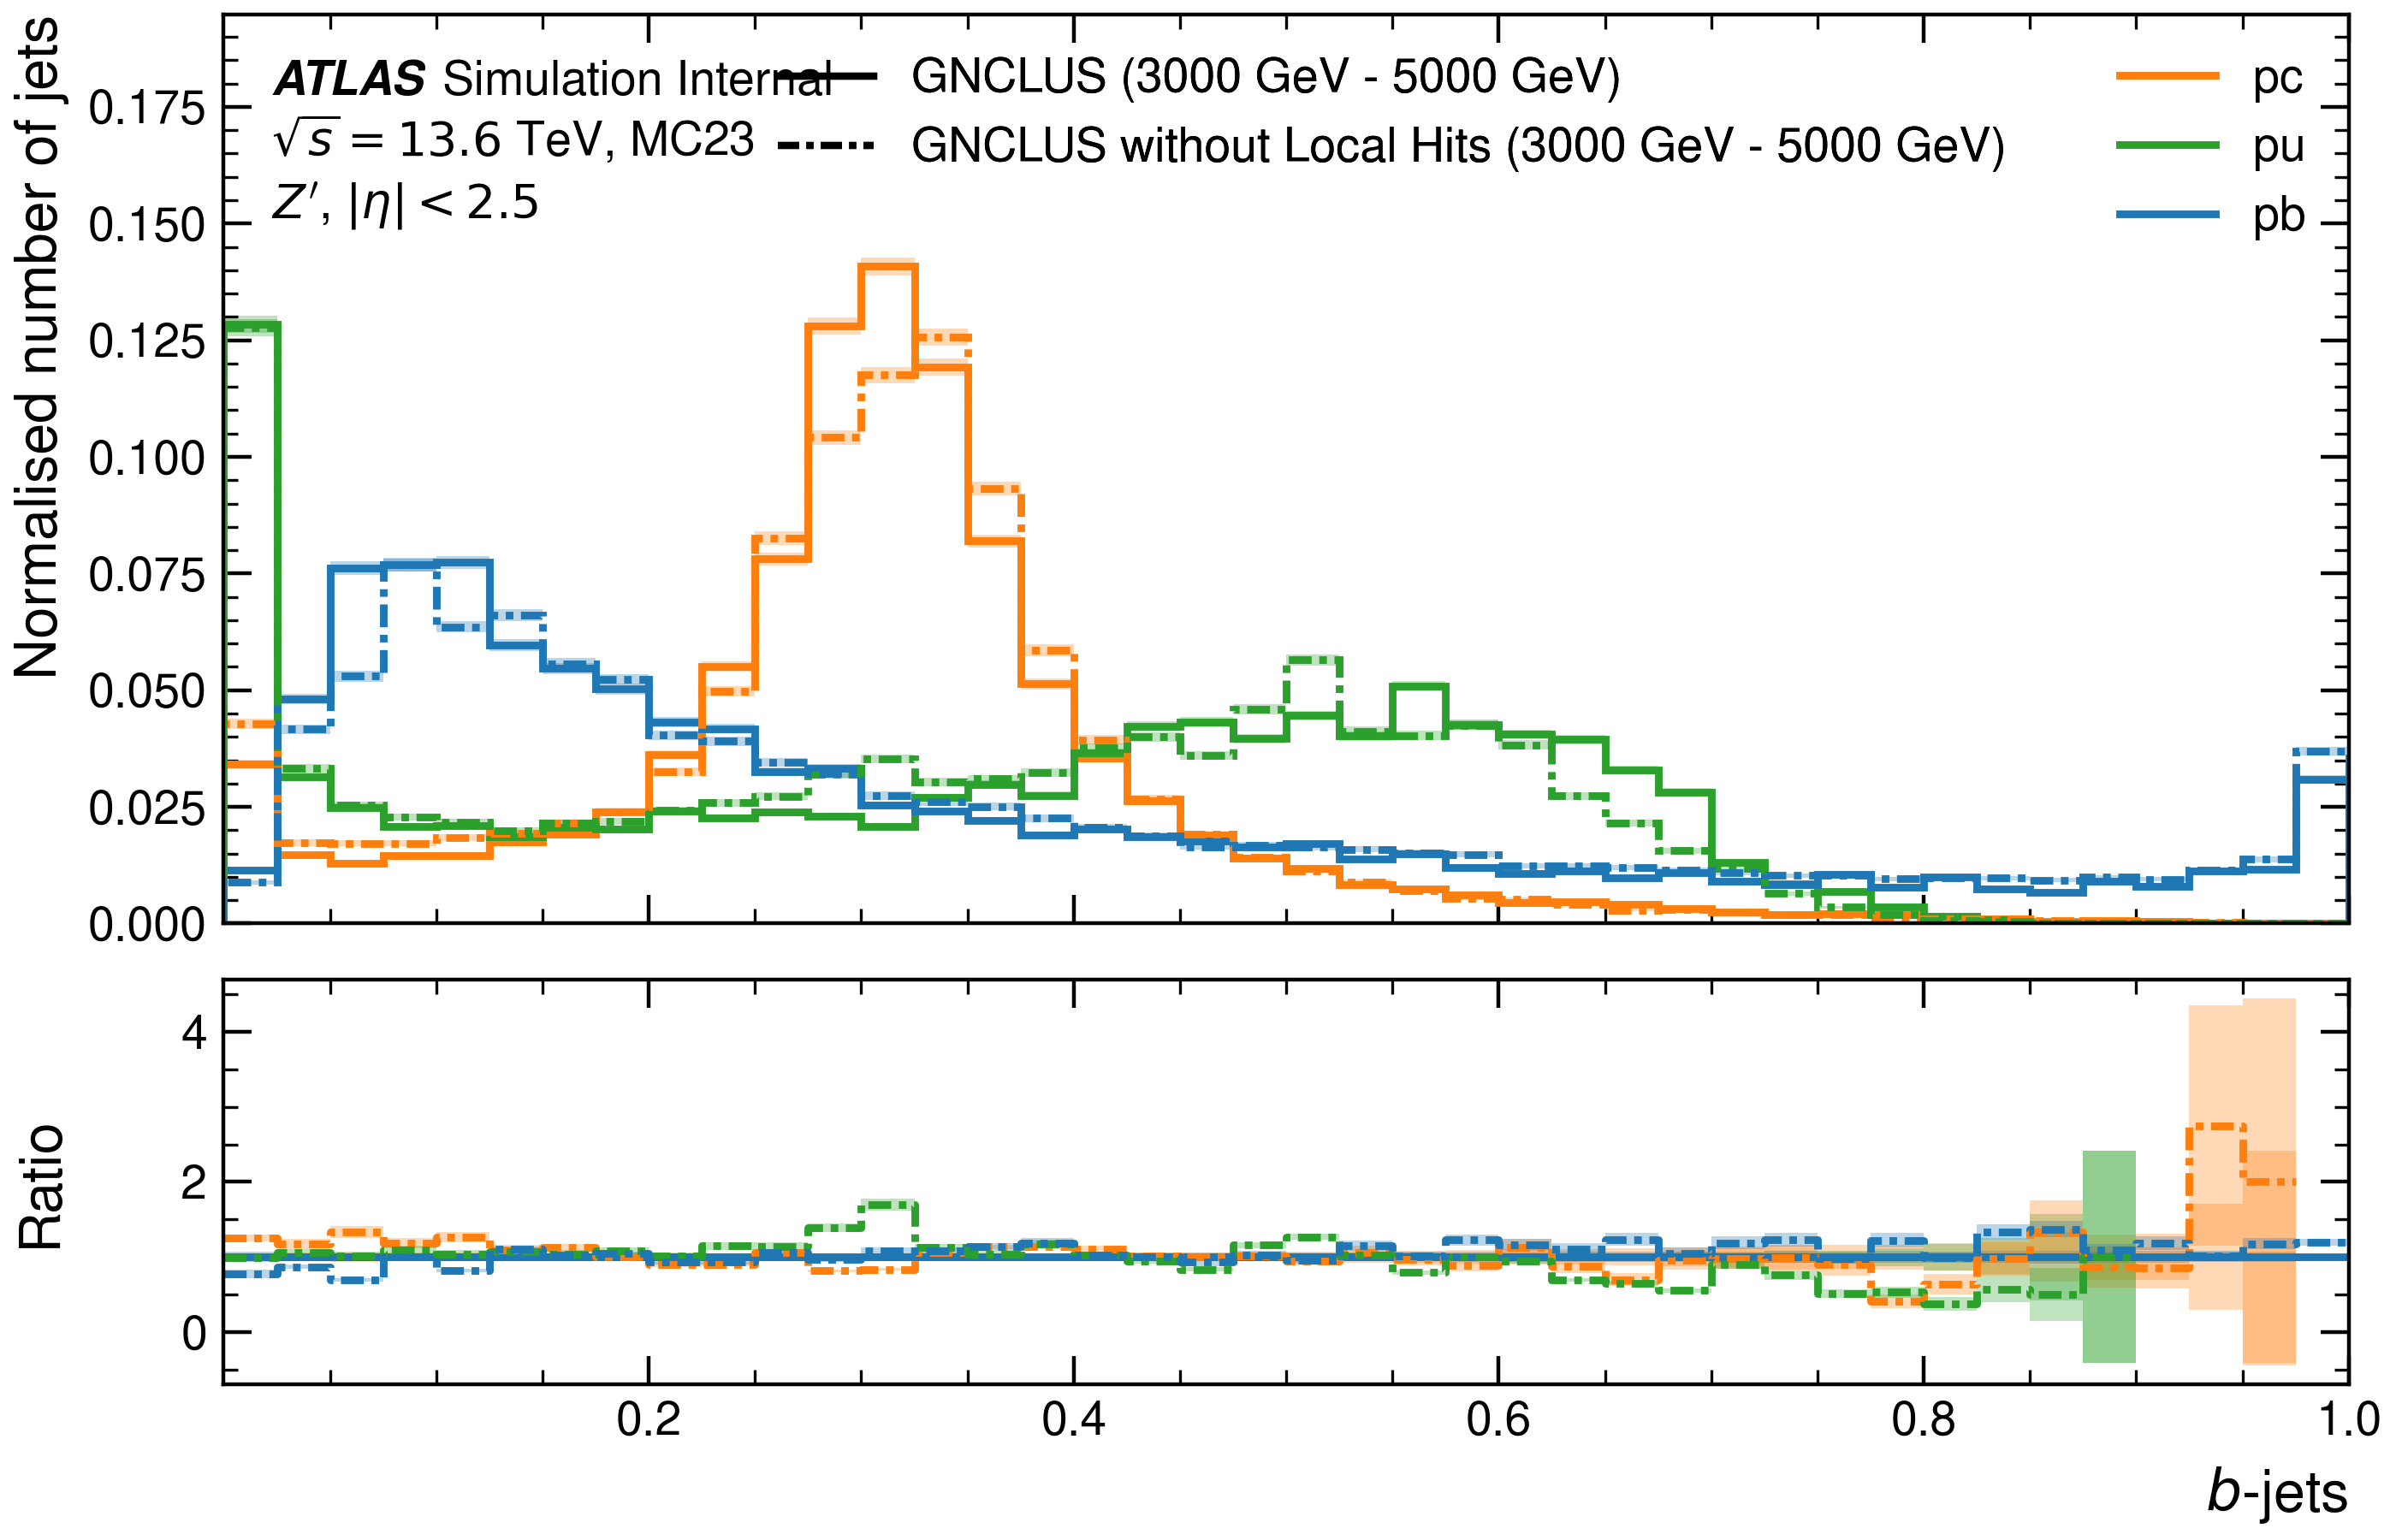 Normalised number of jets
ATLAS Simulation Internal
√s = 13.6 TeV, MC23
Z′, |η| < 2.5
GNCLUS (3000 GeV - 5000 GeV)
GNCLUS without Local Hits (3000 GeV - 5000 GeV)
pc
pu
pb
0.175
0.150
0.125
0.100
0.075
0.050
0.025
0.000
Ratio
4
2
0
0.2 0.4 0.6 0.8 1.0
b-jets